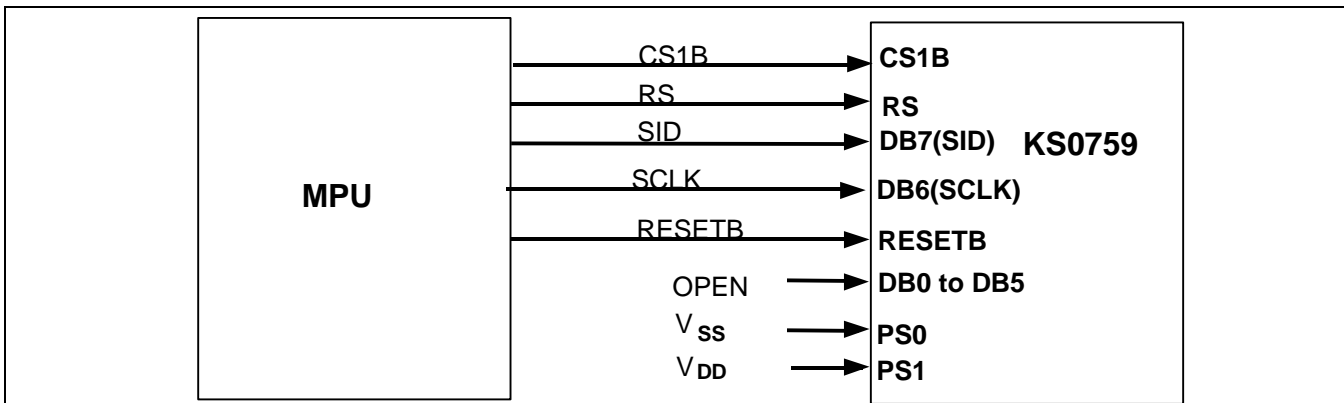 CS1B CS1B
RS RS
SID DB7(SID) KS0759
MPU SCLK DB6(SCLK)
RESETB RESETB
OPEN DB0 to DB5
VSS PS0
VDD PS1